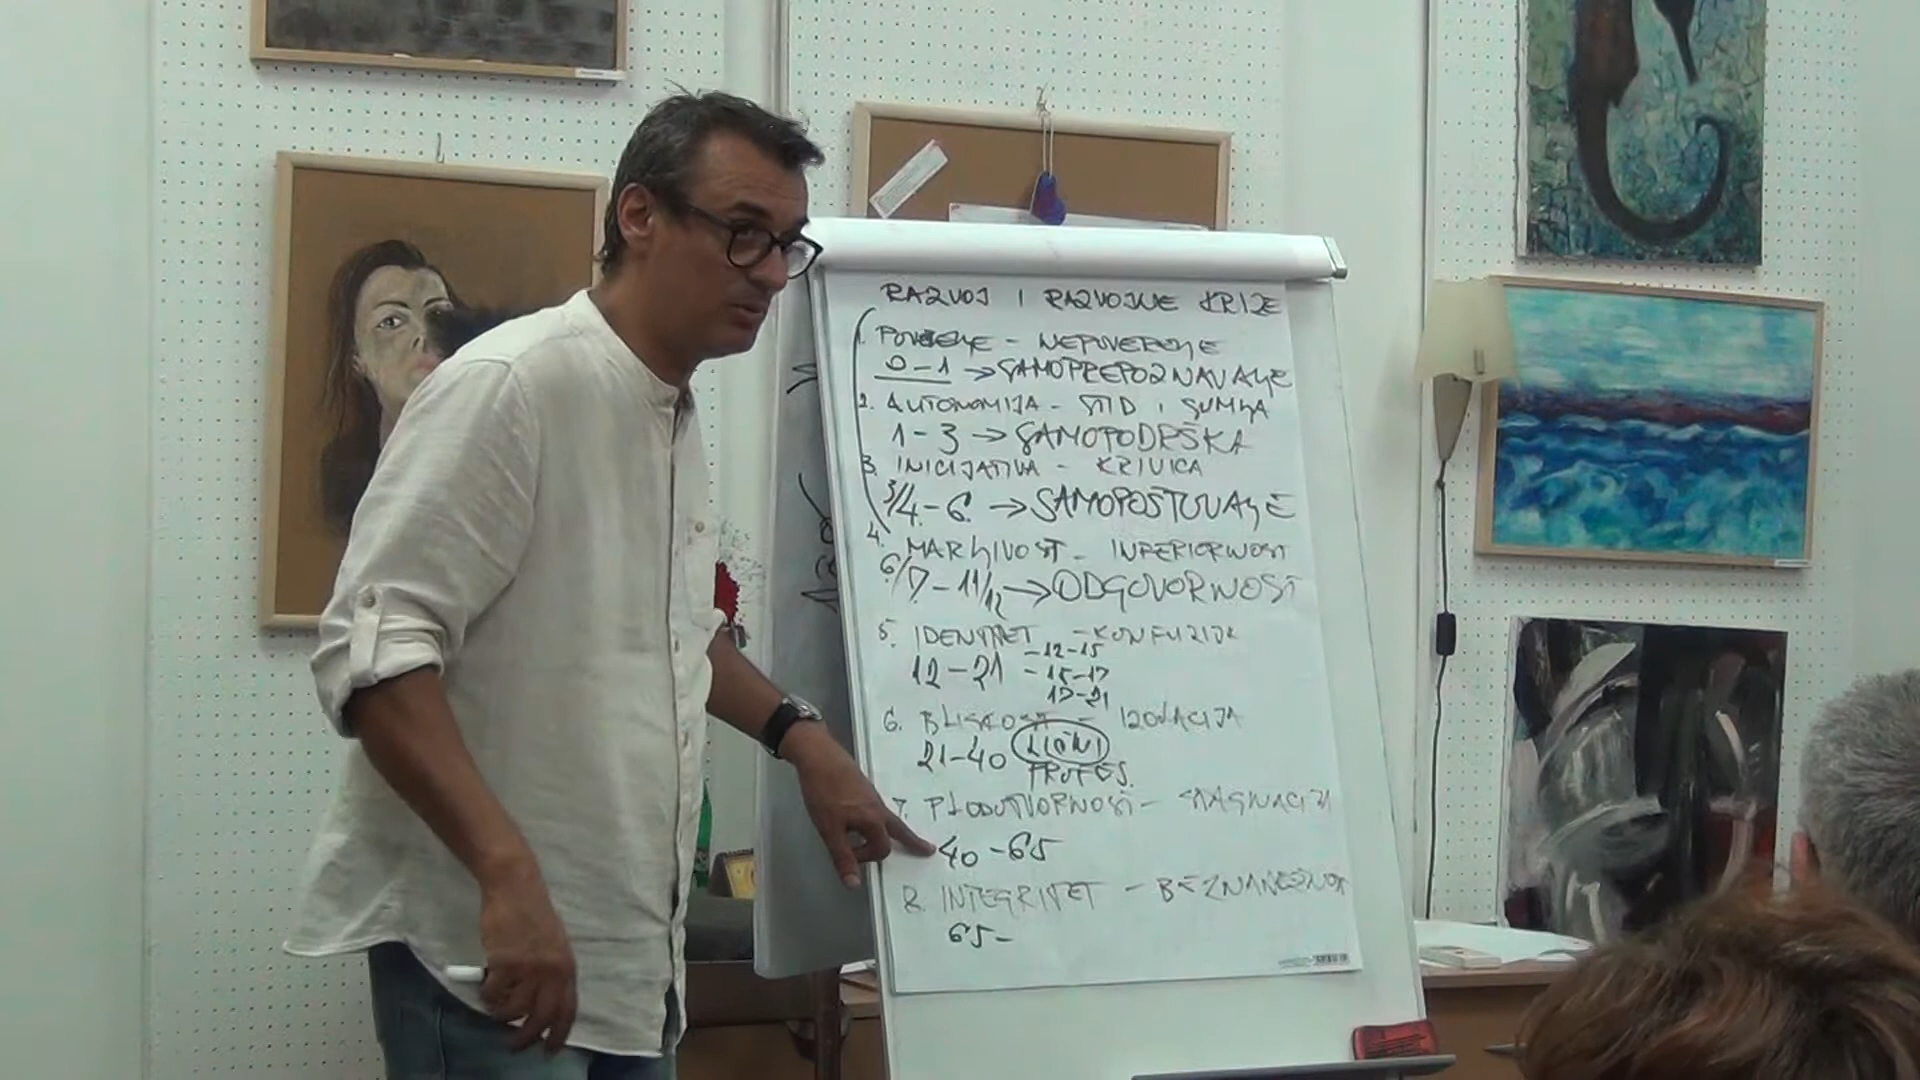 RAZVOJ I RAZVOJNE KRIZE
1. POVERENJE - NEPOVERENJE
0-1 → SAMOPREPOZNAVANJE
2. AUTONOMIJA - STID I SUMNJA
1-3 → SAMOPODRŠKA
3. INICIJATIVA - KRIVICA
3/4-6 → SAMOPOŠTOVANJE
4. MARLJIVOST - INFERIORNOST
6/7-11/12 → ODGOVORNOST
5. IDENTITET - KONFUZIJA
- 12-15
12-21 - 15-17
17-21
6. BLISKOST - IZOLACIJA
21-40 LIČNI
PROFES.
7. PLODOTVORNOST - STAGNACIJA
40-65
8. INTEGRITET - BEZNADEŽNOST
65-